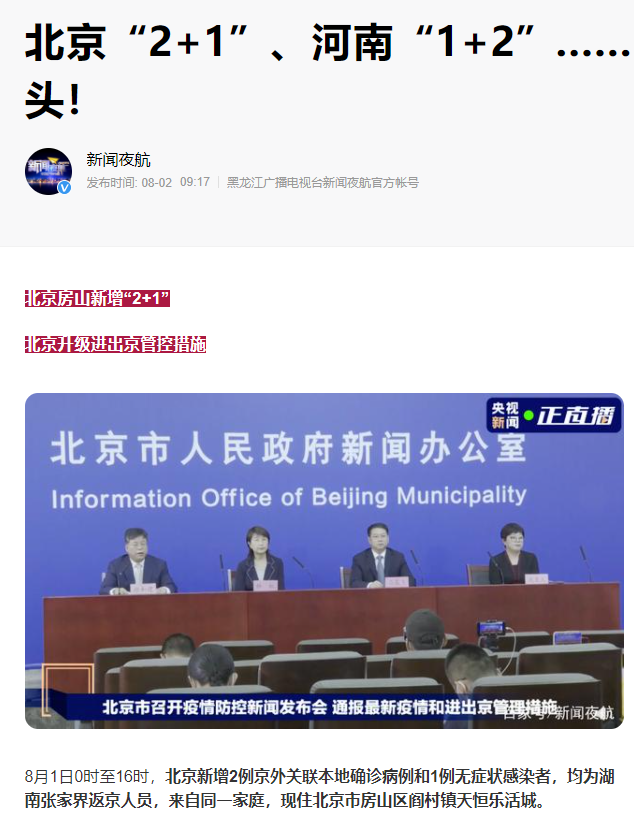 北京“2+1”、河南“1+2”……
头！
新闻夜航
发布时间: 08-02 09:17 黑龙江广播电视台新闻夜航官方帐号
北京房山新增“2+1”
北京升级进出京管控措施
央视
新闻
正直播
北京市人民政府新闻办公室
Information Office of Beijing Municipality
北京市召开疫情防控新闻发布会 通报最新疫情和进出京管理措施
百家号/新闻夜航
8月1日0时至16时，北京新增2例京外关联本地确诊病例和1例无症状感染者，均为湖
南张家界返京人员，来自同一家庭，现住北京市房山区阎村镇天恒乐活城。